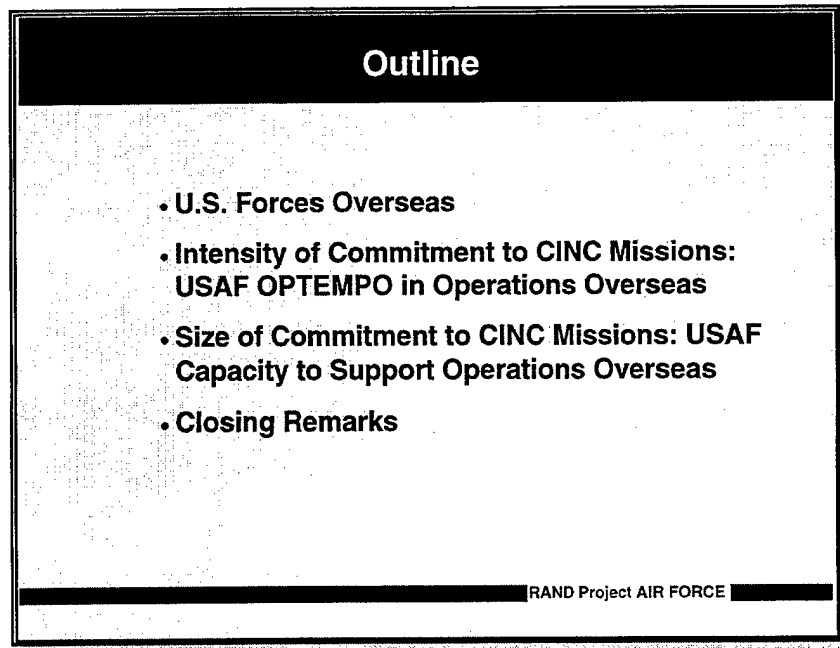 Outline
• U.S. Forces Overseas
• Intensity of Commitment to CINC Missions:
USAF OPTEMPO in Operations Overseas
• Size of Commitment to CINC Missions: USAF
Capacity to Support Operations Overseas
• Closing Remarks
RAND Project AIR FORCE